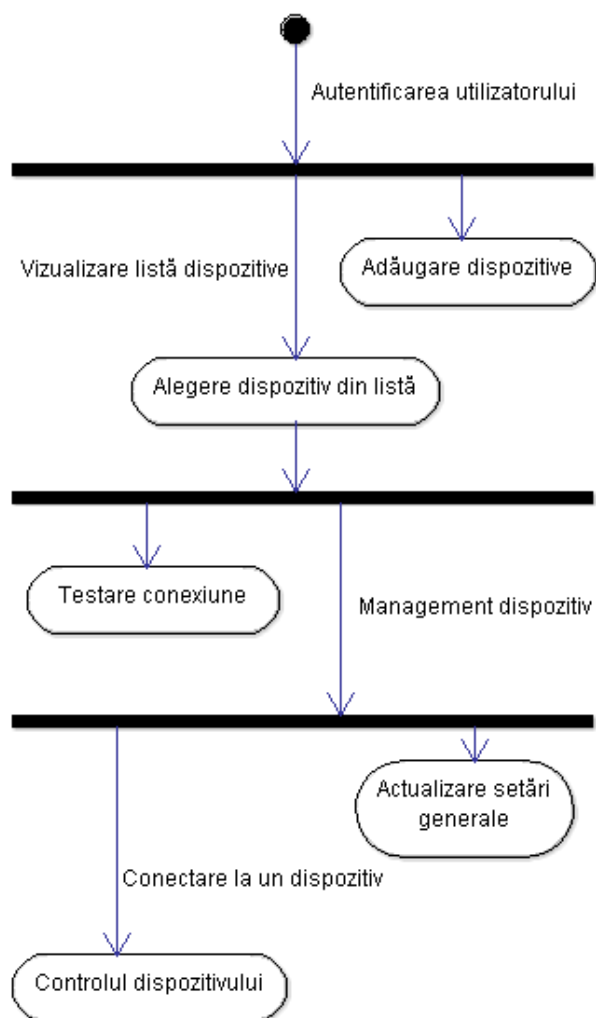 Autentificarea utilizatorului
Vizualizare listă dispozitive
Adăugare dispozitive
Alegere dispozitiv din listă
Testare conexiune
Management dispozitiv
Actualizare setări
generale
Conectare la un dispozitiv
Controlul dispozitivului